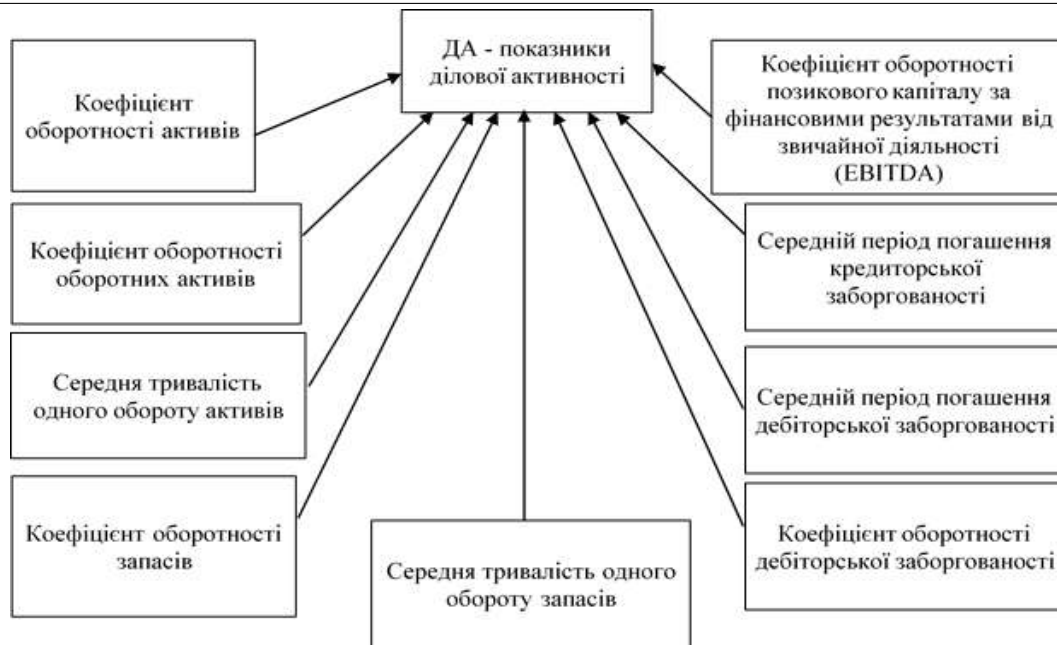 ДА - показники
ділової активності
Коефіцієнт
оборотності активів
Коефіцієнт оборотності
позикового капіталу за
фінансовими результатами від
звичайної діяльності
(EBITDA)
Коефіцієнт оборотності
оборотних активів
Середній період погашення
кредиторської
заборгованості
Середня тривалість
одного обороту активів
Середній період погашення
дебіторської заборгованості
Коефіцієнт оборотності
запасів
Середня тривалість одного
обороту запасів
Коефіцієнт оборотності
дебіторської заборгованості